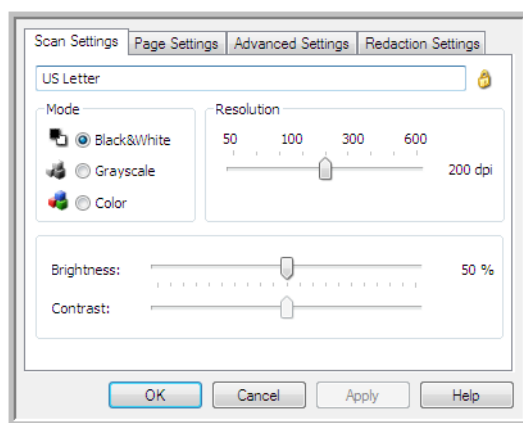 Scan Settings Page Settings Advanced Settings Redaction Settings
US Letter
Mode
Black&White
Grayscale
Color
Resolution
50 100 300 600
200 dpi
Brightness: 50 %
Contrast:
OK Cancel Apply Help